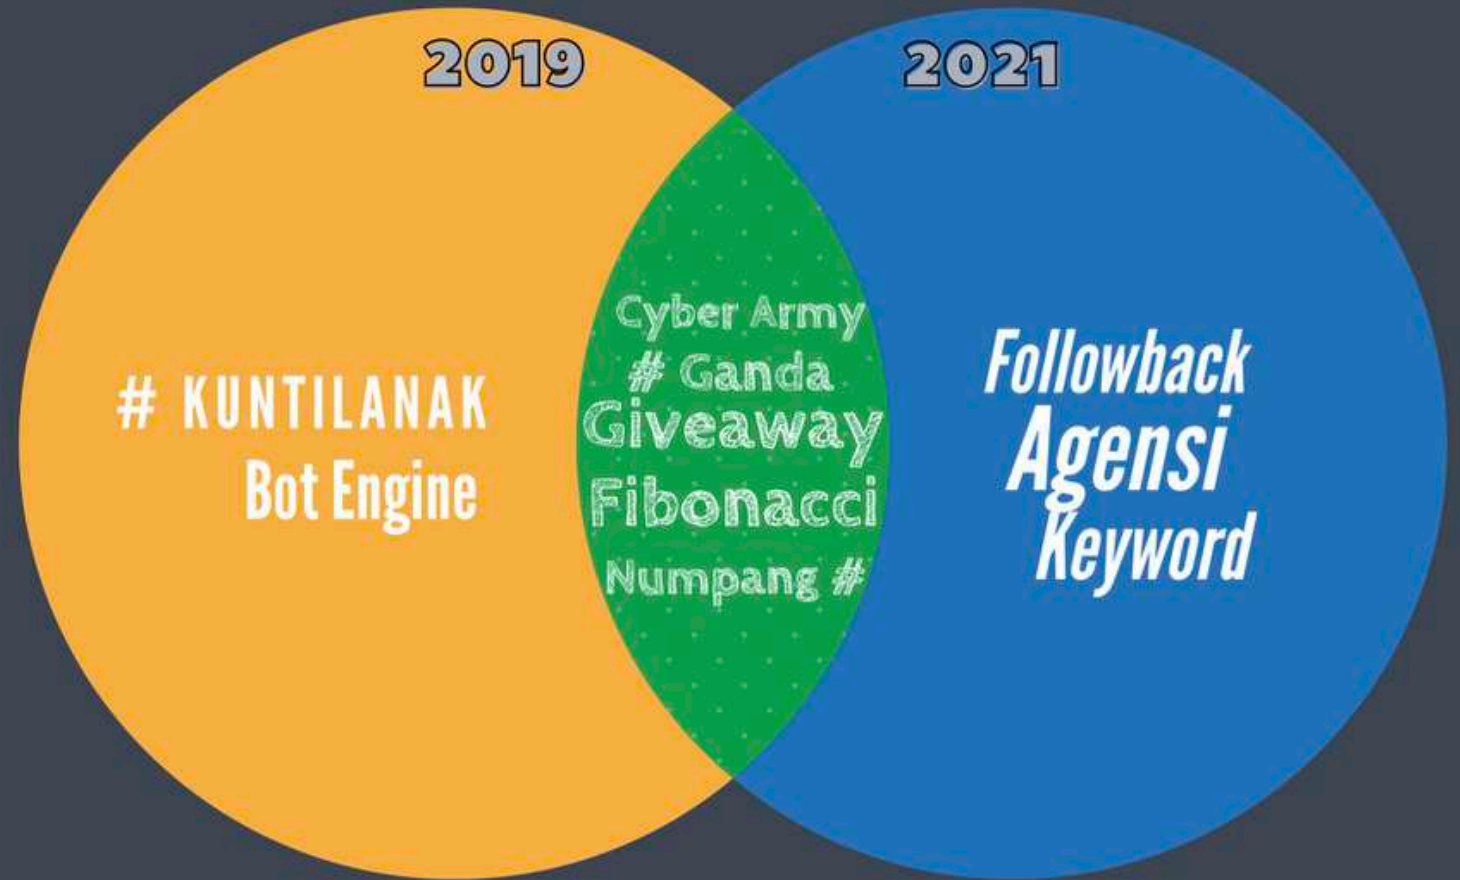 2019
2021
# KUNTILANAK
Bot Engine
Cyber Army
# Ganda
Giveaway
Fibonacci
Numpang #
Followback
Agensi
Keyword